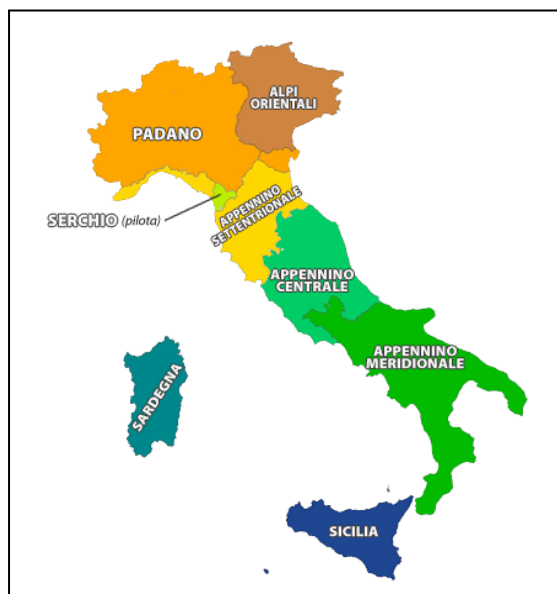 ALPI
ORIENTALI
PADANO
SERCHIO (pilota)
APPENNINO
SETTENTRIONALE
APPENNINO
CENTRALE
APPENNINO
MERIDIONALE
SARDEGNA
SICILIA